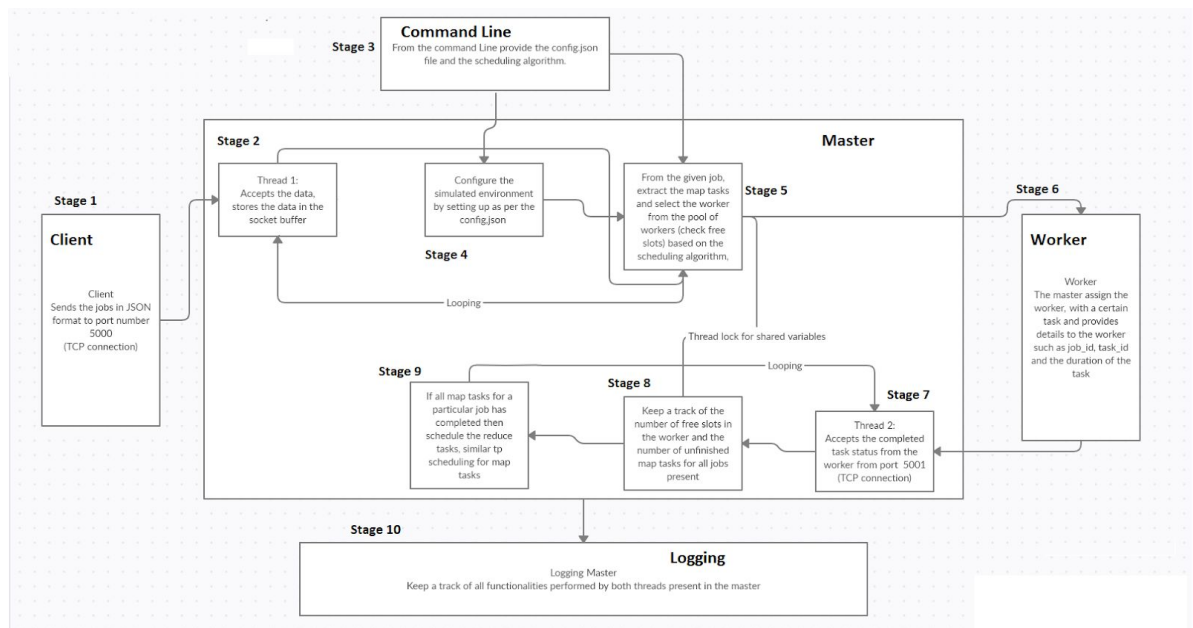 Stage 3
Command Line
From the command Line provide the config.json
file and the scheduling algorithm.
Stage 2
Master
Thread 1:
Accepts the data,
stores the data in the
socket buffer
Configure the
simulated environment
by setting up as per the
config.json
Stage 4
From the given job,
extract the map tasks
and select the worker
from the pool of
workers (check free
slots) based on the
scheduling algorithm,
Stage 5
Stage 1
Client
Client
Sends the jobs in JSON
format to port number
5000
(TCP connection)
Stage 6
Worker
Worker
The master assign the
worker, with a certain
task and provides
details to the worker
such as job_id, task_id
and the duration of the
task
Looping
Thread lock for shared variables
Looping
Stage 9
If all map tasks for a
particular job has
completed then
schedule the reduce
tasks, similar tp
scheduling for map
tasks
Stage 8
Keep a track of the
number of free slots in
the worker and the
number of unfinished
map tasks for all jobs
present
Stage 7
Thread 2:
Accepts the completed
task status from the
worker from port 5001
(TCP connection)
Stage 10
Logging
Logging Master
Keep a track of all functionalities performed by both threads present in the master